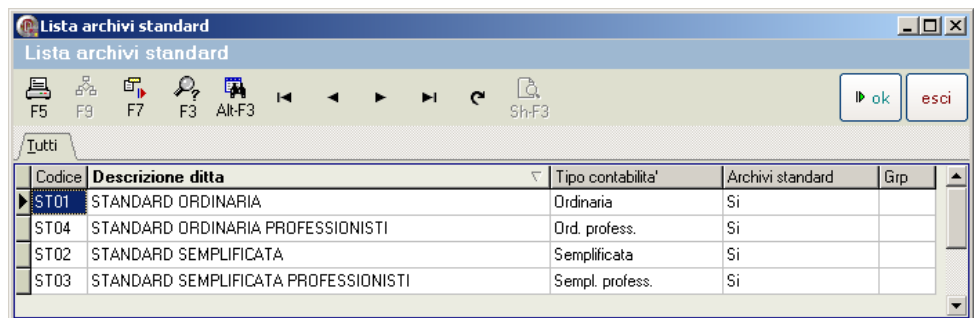 Lista archivi standard
Lista archivi standard
F5 F9 F7 F3 Alt-F3 Sh-F3 ok esci
Tutti
Codice Descrizione ditta Tipo contabilita' Archivi standard Grp
ST01 STANDARD ORDINARIA Ordinaria Si
ST04 STANDARD ORDINARIA PROFESSIONISTI Ord. profess. Si
ST02 STANDARD SEMPLIFICATA Semplificata Si
ST03 STANDARD SEMPLIFICATA PROFESSIONISTI Sempl. profess. Si